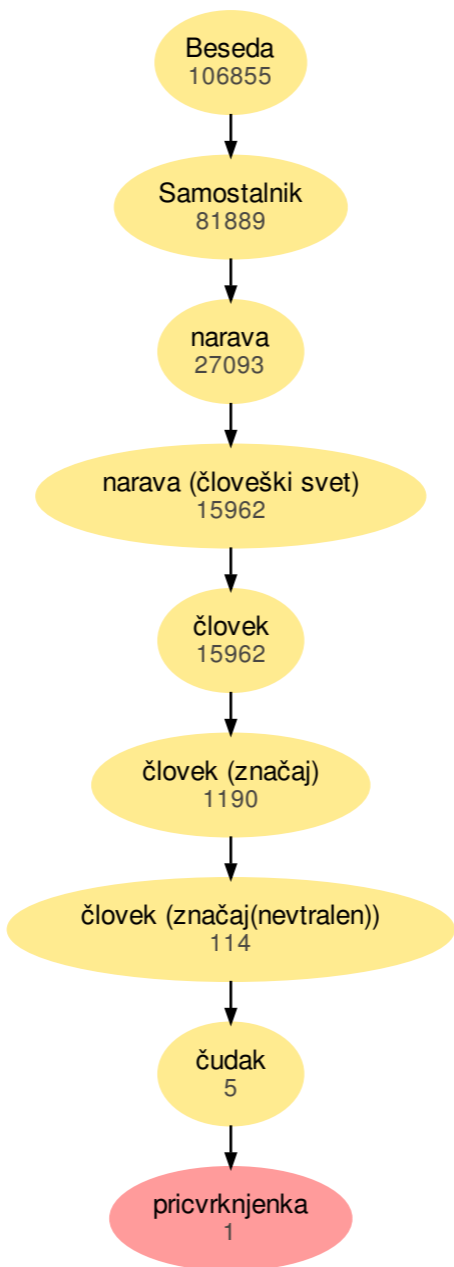 Beseda
106855
Samostalnik
81889
narava
27093
narava (človeški svet)
15962
človek
15962
človek (značaj)
1190
človek (značaj(nevtralen))
114
čudak
5
pricvrknjenka
1